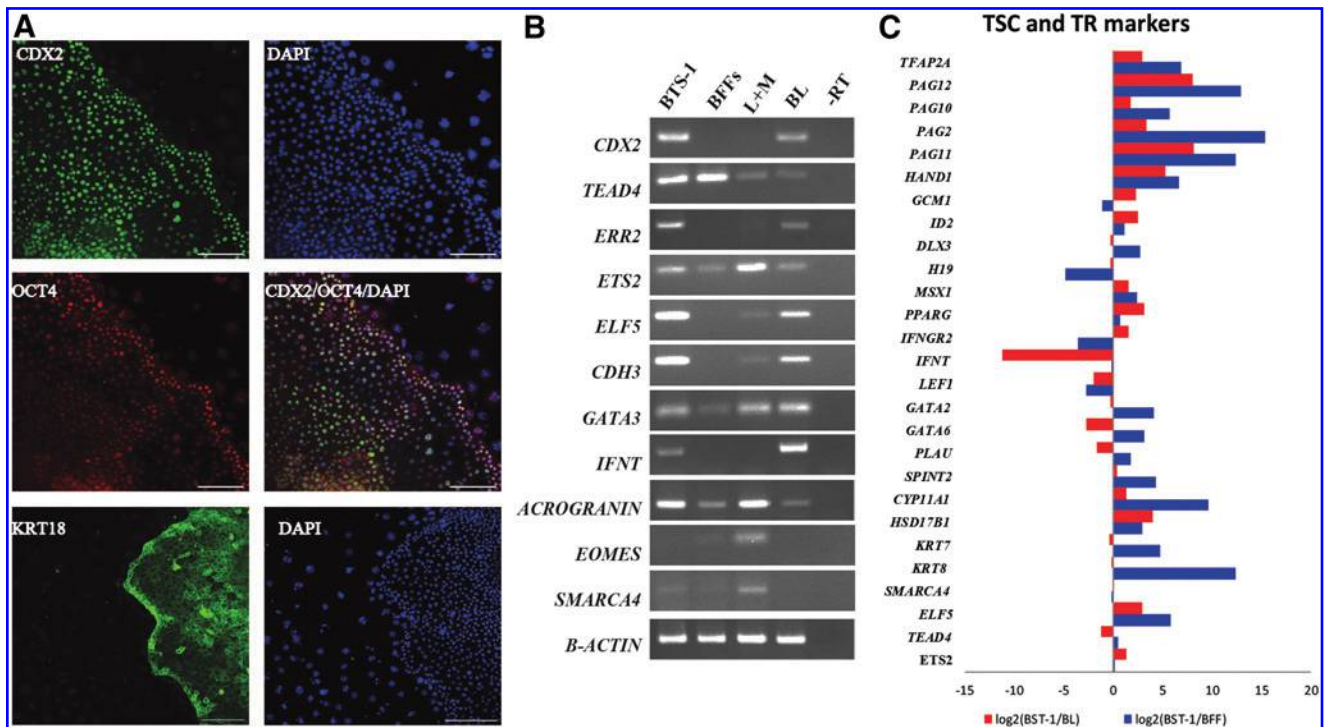 A
CDX2
DAPI
OCT4
CDX2/OCT4/DAPI
KRT18
DAPI
B
BTS-1
BFFs
L+M
BL
-RT
CDX2
TEAD4
ERR2
ETS2
ELF5
CDH3
GATA3
IFNT
ACROGRANIN
EOMES
SMARCA4
B-ACTIN
C
TSC and TR markers
TFAP2A
PAG12
PAG10
PAG2
PAG11
HAND1
GCM1
ID2
DLX3
H19
MSX1
PPARG
IFNGR2
IFNT
LEF1
GATA2
GATA6
PLAU
SPINT2
CYP11A1
HSD17B1
KRT7
KRT8
SMARCA4
ELF5
TEAD4
ETS2
-15 -10 -5 0 5 10 15 20
log2(BST-1/BL) log2(BST-1/BFF)